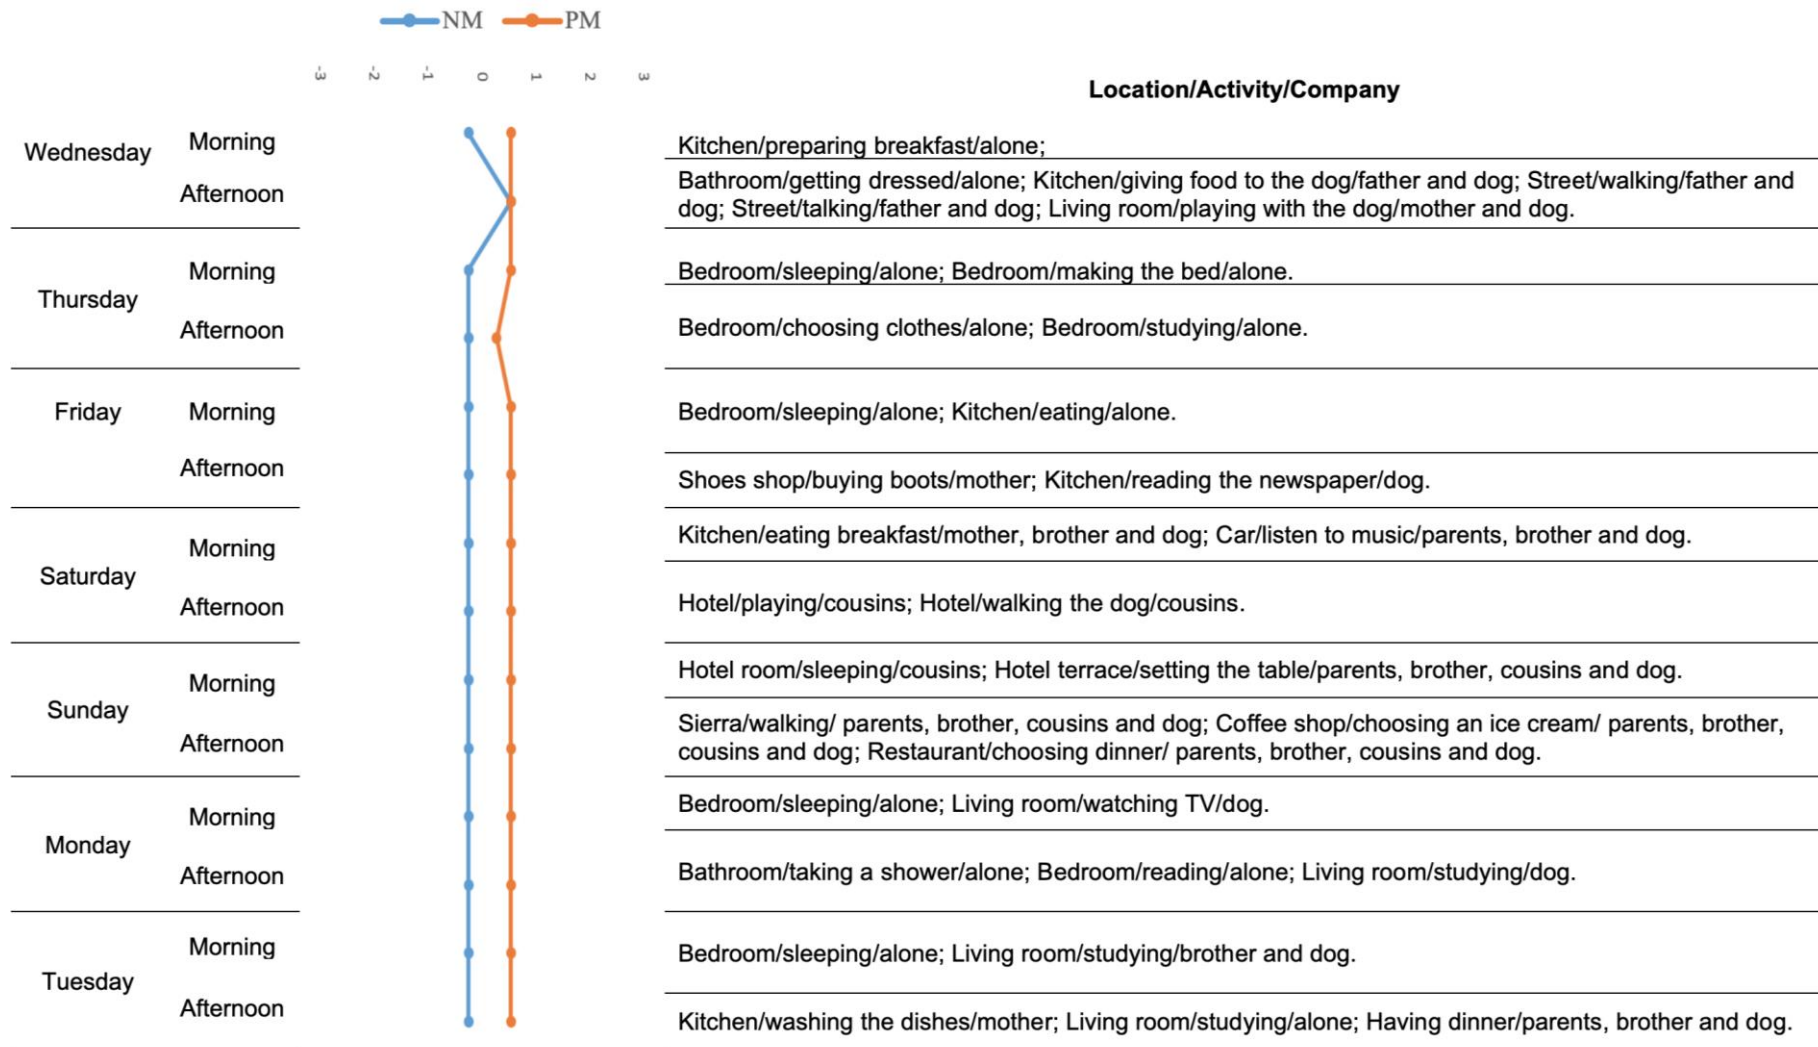 NM PM
-3 -2 -1 0 1 2 3
Location/Activity/Company
Wednesday
Morning
Kitchen/preparing breakfast/alone;
Afternoon
Bathroom/getting dressed/alone; Kitchen/giving food to the dog/father and dog; Street/walking/father and
dog; Street/talking/father and dog; Living room/playing with the dog/mother and dog.
Thursday
Morning
Bedroom/sleeping/alone; Bedroom/making the bed/alone.
Afternoon
Bedroom/choosing clothes/alone; Bedroom/studying/alone.
Friday
Morning
Bedroom/sleeping/alone; Kitchen/eating/alone.
Afternoon
Shoes shop/buying boots/mother; Kitchen/reading the newspaper/dog.
Saturday
Morning
Kitchen/eating breakfast/mother, brother and dog; Car/listen to music/parents, brother and dog.
Afternoon
Hotel/playing/cousins; Hotel/walking the dog/cousins.
Sunday
Morning
Hotel room/sleeping/cousins; Hotel terrace/setting the table/parents, brother, cousins and dog.
Afternoon
Sierra/walking/ parents, brother, cousins and dog; Coffee shop/choosing an ice cream/ parents, brother,
cousins and dog; Restaurant/choosing dinner/ parents, brother, cousins and dog.
Monday
Morning
Bedroom/sleeping/alone; Living room/watching TV/dog.
Afternoon
Bathroom/taking a shower/alone; Bedroom/reading/alone; Living room/studying/dog.
Tuesday
Morning
Bedroom/sleeping/alone; Living room/studying/brother and dog.
Afternoon
Kitchen/washing the dishes/mother; Living room/studying/alone; Having dinner/parents, brother and dog.